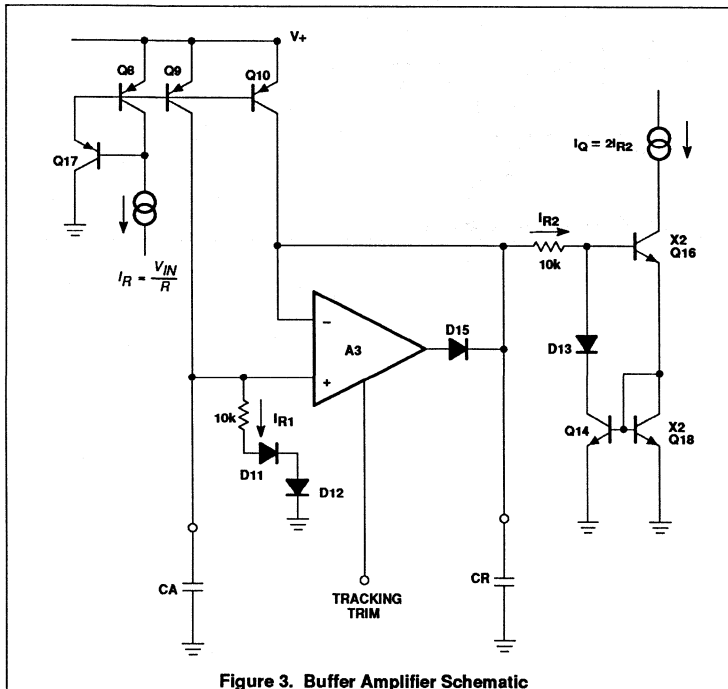 V+
Q8
Q9
Q10
Q17
I_R = V_IN/R
I_Q = 2I_R2
I_R2
10k
X2
Q16
A3
−
+
D15
D13
10k
I_R1
D11
D12
Q14
X2
Q18
CA
TRACKING
TRIM
CR
Figure 3. Buffer Amplifier Schematic